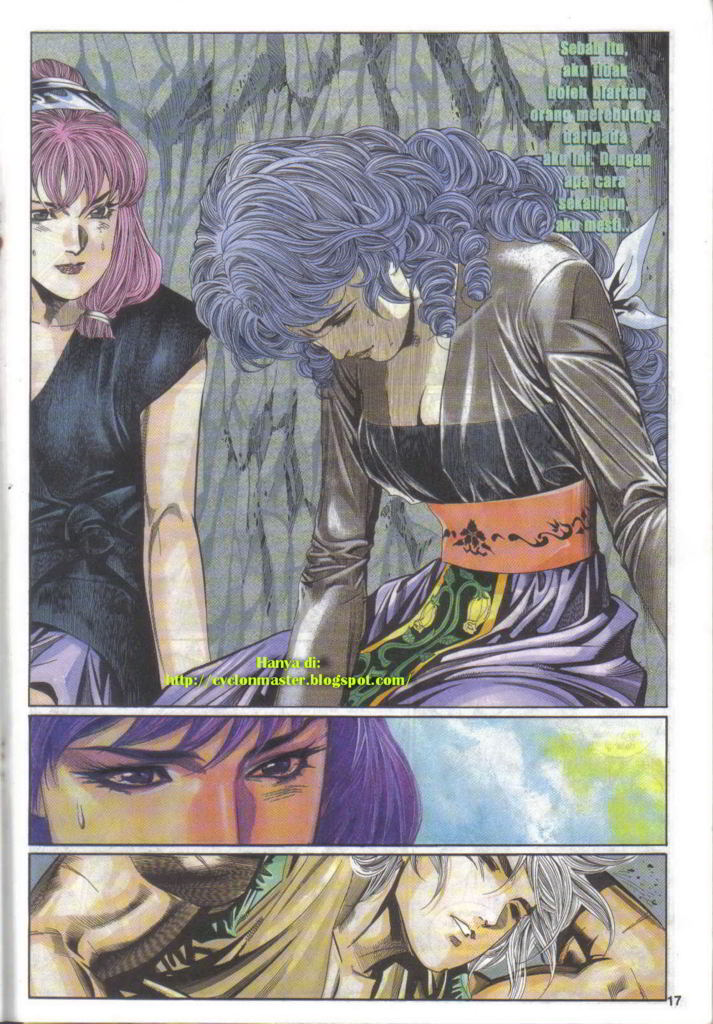 Sebab itu,
aku tidak
boleh biarkan
orang merebutnya
daripada
aku ini. Dengan
apa cara
sekalipun,
aku mesti...
Hanya di:
http://cyclonmaster.blogspot.com/
17